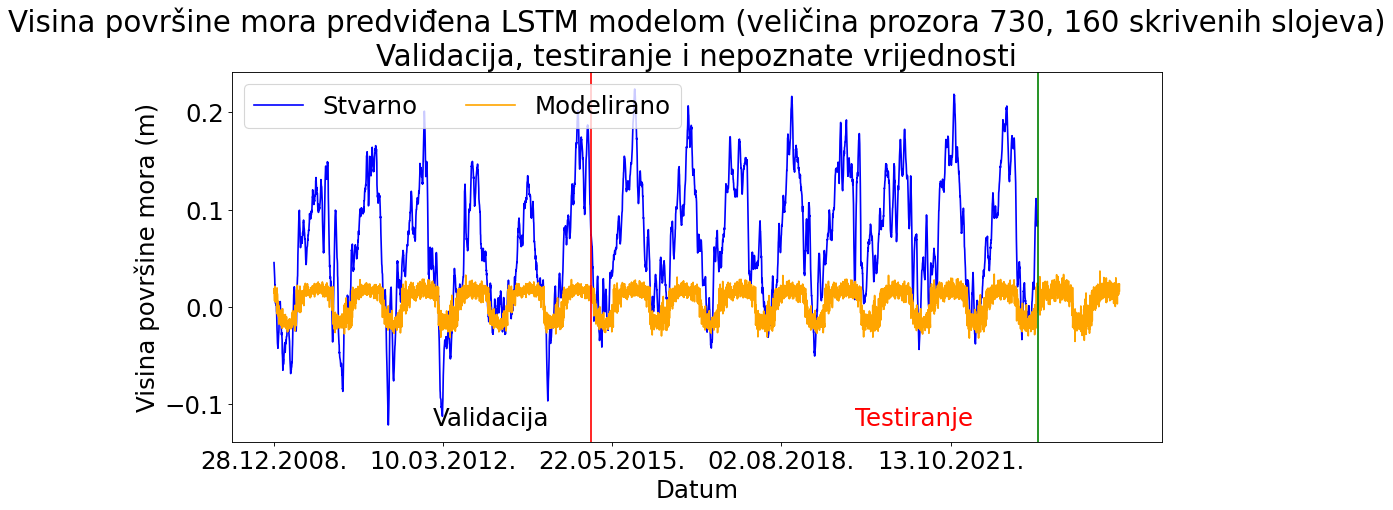 Visina površine mora predviđena LSTM modelom (veličina prozora 730, 160 skrivenih slojeva)
Validacija, testiranje i nepoznate vrijednosti
Stvarno Modelirano
Visina površine mora (m)
0.2
0.1
0.0
−0.1
Validacija Testiranje
28.12.2008. 10.03.2012. 22.05.2015. 02.08.2018. 13.10.2021.
Datum